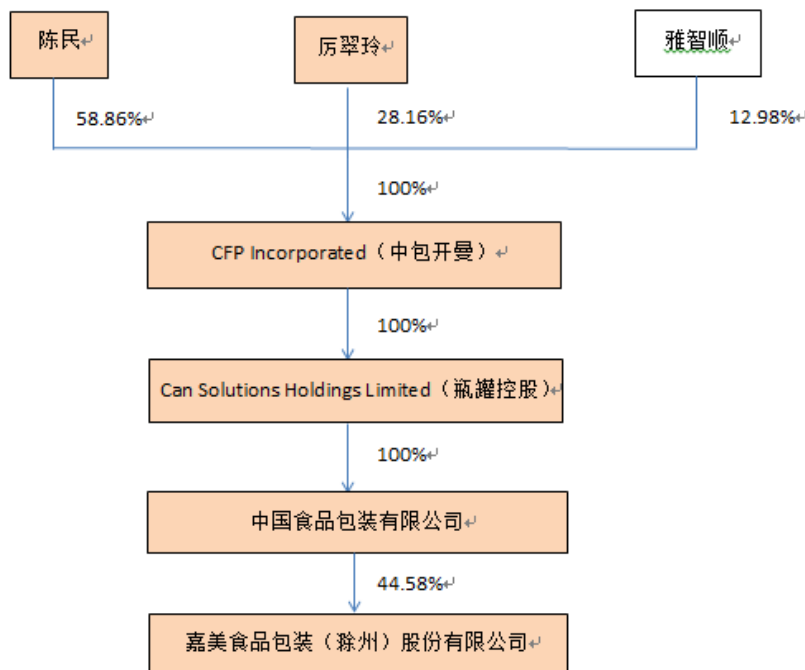 陈民
厉翠玲
雅智顺
58.86%
28.16%
12.98%
100%
CFP Incorporated（中包开曼）
100%
Can Solutions Holdings Limited（瓶罐控股）
100%
中国食品包装有限公司
44.58%
嘉美食品包装（滁州）股份有限公司